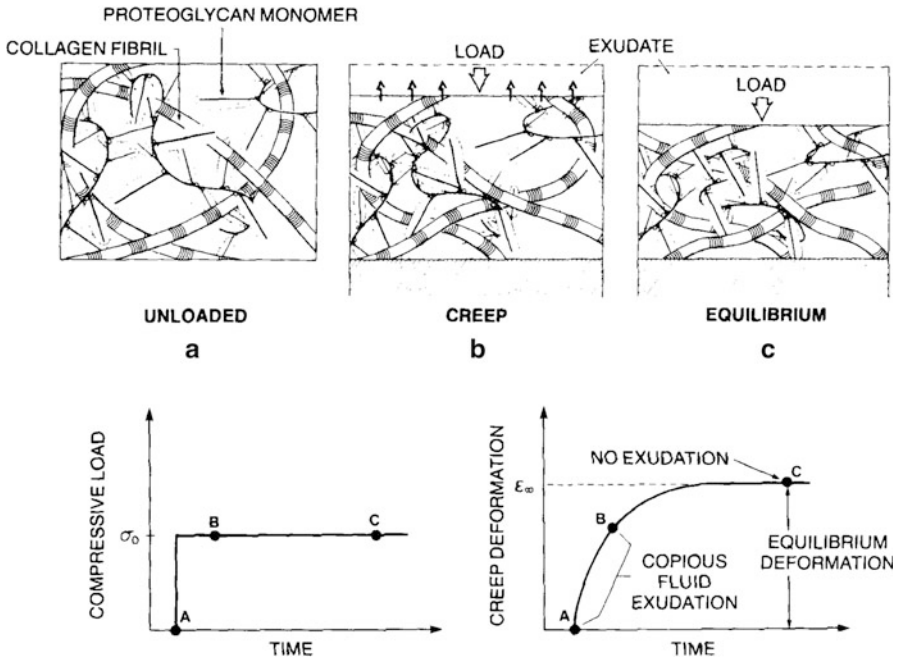 PROTEOGLYCAN MONOMER
COLLAGEN FIBRIL
LOAD
EXUDATE
LOAD
UNLOADED
CREEP
EQUILIBRIUM
a
b
c
COMPRESSIVE LOAD
σ₀
A
B
C
TIME
CREEP DEFORMATION
ε∞
NO EXUDATION
C
B
A
COPIOUS
FLUID
EXUDATION
EQUILIBRIUM
DEFORMATION
TIME